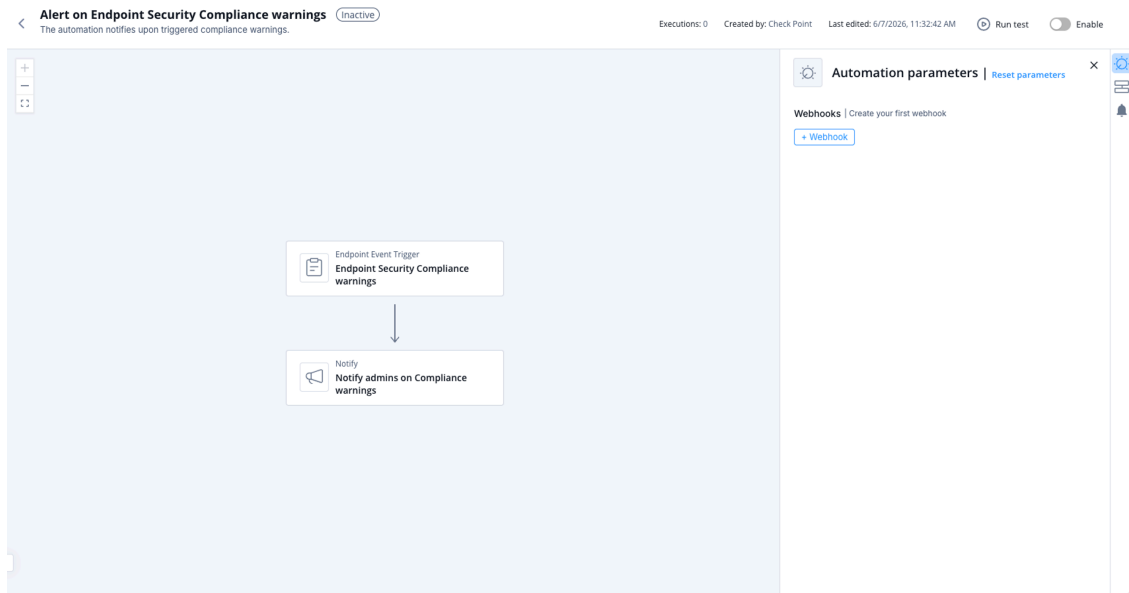 Alert on Endpoint Security Compliance warnings Inactive
The automation notifies upon triggered compliance warnings.
Executions: 0 Created by: Check Point Last edited: 6/7/2026, 11:32:42 AM Run test Enable
Automation parameters | Reset parameters
Webhooks | Create your first webhook
+ Webhook
Endpoint Event Trigger
Endpoint Security Compliance
warnings
Notify
Notify admins on Compliance
warnings